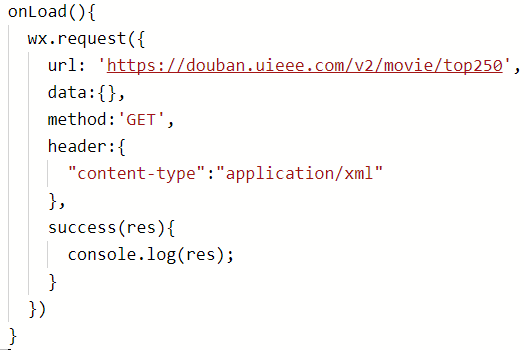 onLoad(){
wx.request({
url: 'https://douban.uieee.com/v2/movie/top250',
data:{},
method:'GET',
header:{
"content-type":"application/xml"
},
success(res){
console.log(res);
}
})
}